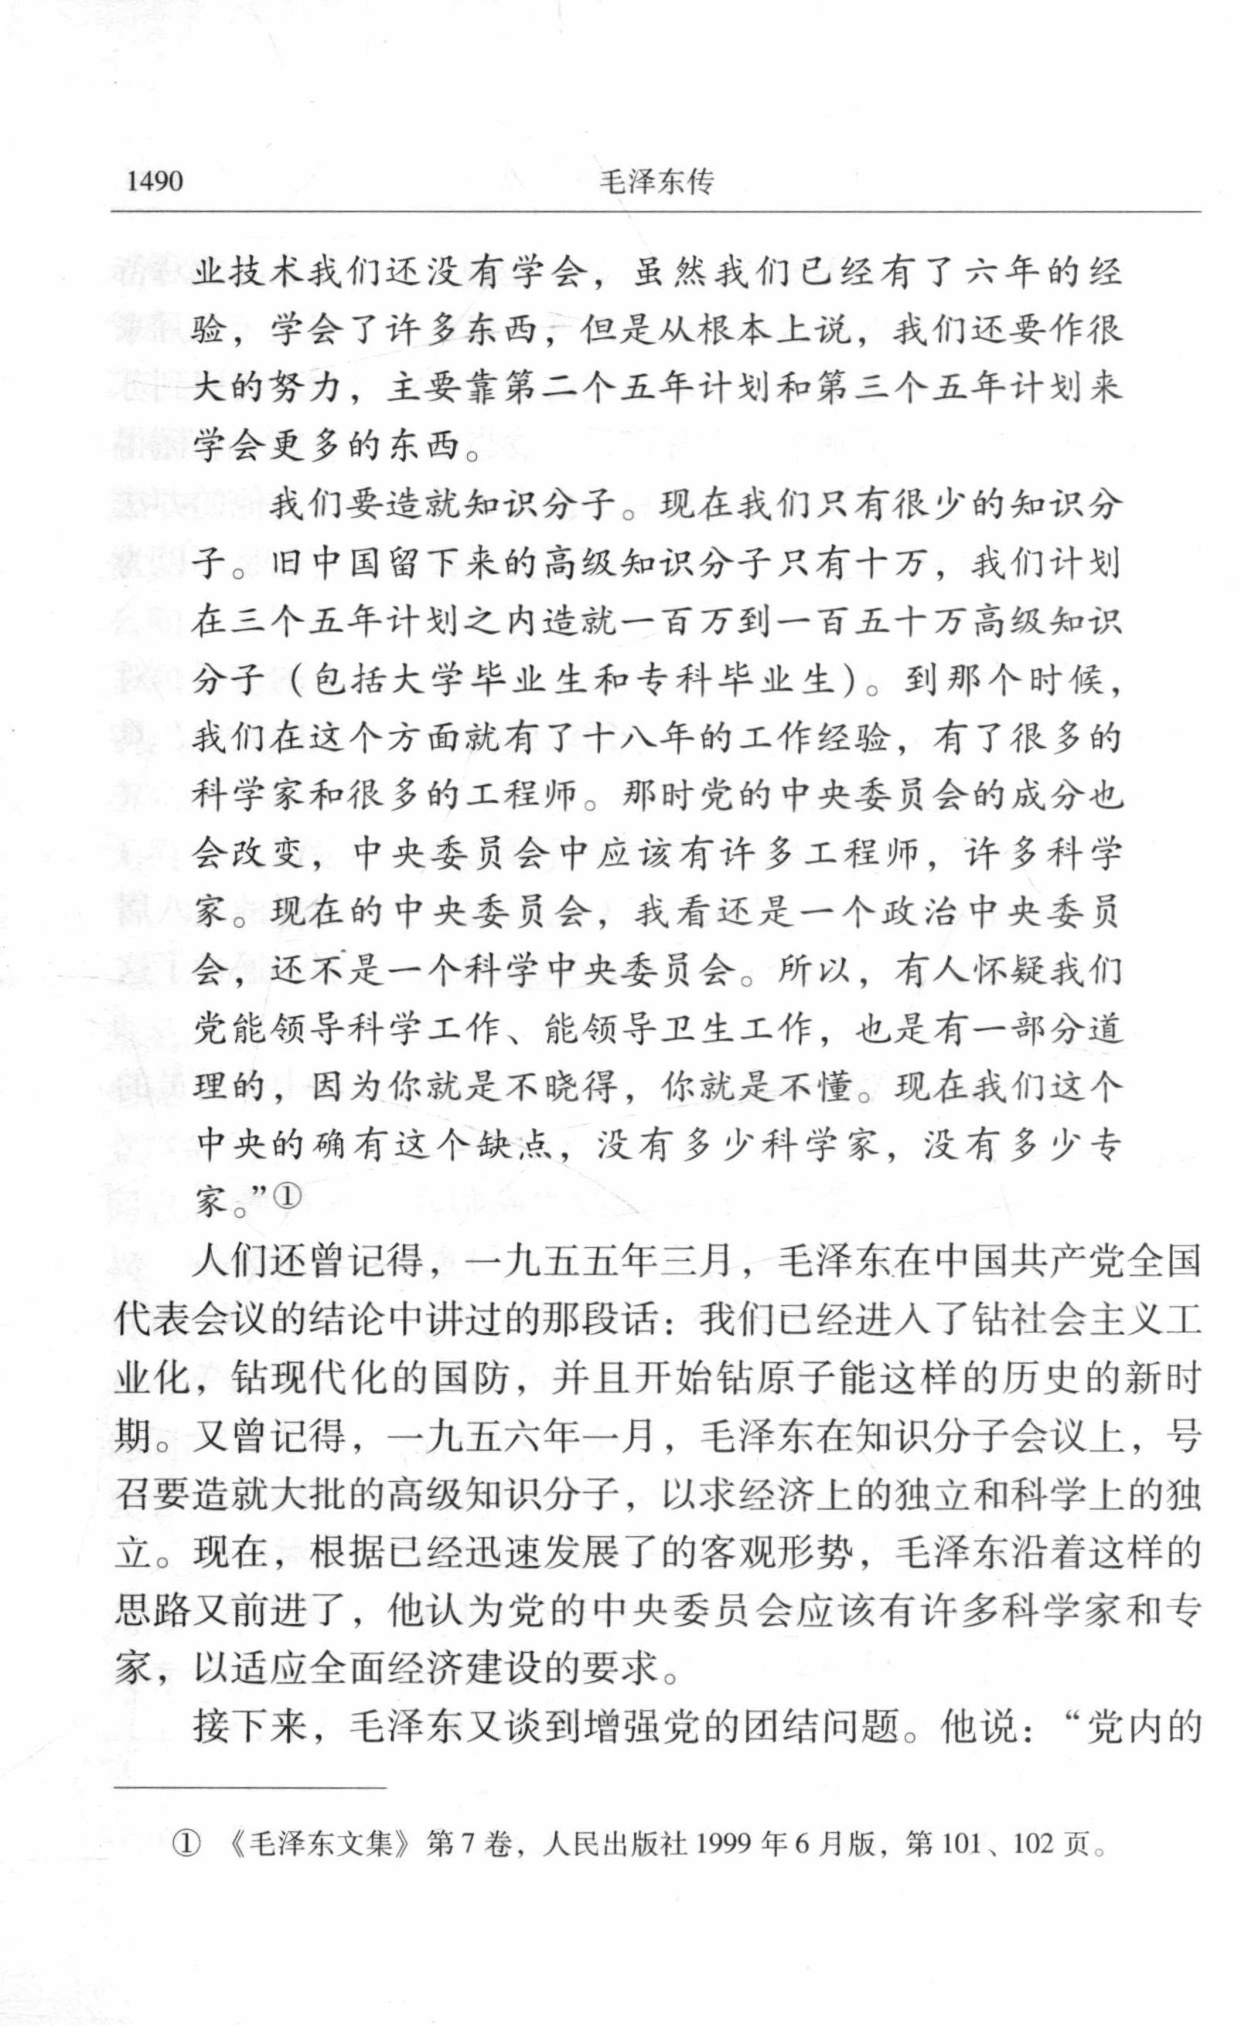 1490 毛泽东传
业技术我们还没有学会，虽然我们已经有了六年的经
验，学会了许多东西，但是从根本上说，我们还要作很
大的努力，主要靠第二个五年计划和第三个五年计划来
学会更多的东西。
我们要造就知识分子。现在我们只有很少的知识分
子。旧中国留下来的高级知识分子只有十万，我们计划
在三个五年计划之内造就一百万到一百五十万高级知识
分子（包括大学毕业生和专科毕业生）。到那个时候，
我们在这个方面就有了十八年的工作经验，有了很多的
科学家和很多的工程师。那时党的中央委员会的成分也
会改变，中央委员会中应该有许多工程师，许多科学
家。现在的中央委员会，我看还是一个政治中央委员
会，还不是一个科学中央委员会。所以，有人怀疑我们
党能领导科学工作、能领导卫生工作，也是有一部分道
理的，因为你就是不晓得，你就是不懂。现在我们这个
中央的确有这个缺点，没有多少科学家，没有多少专
家。”①
人们还曾记得，一九五五年三月，毛泽东在中国共产党全国
代表会议的结论中讲过的那段话：我们已经进入了钻社会主义工
业化，钻现代化的国防，并且开始钻原子能这样的历史的新时
期。又曾记得，一九五六年一月，毛泽东在知识分子会议上，号
召要造就大批的高级知识分子，以求经济上的独立和科学上的独
立。现在，根据已经迅速发展了的客观形势，毛泽东沿着这样的
思路又前进了，他认为党的中央委员会应该有许多科学家和专
家，以适应全面经济建设的要求。
接下来，毛泽东又谈到增强党的团结问题。他说：“党内的
① 《毛泽东文集》第7卷，人民出版社1999年6月版，第101、102页。